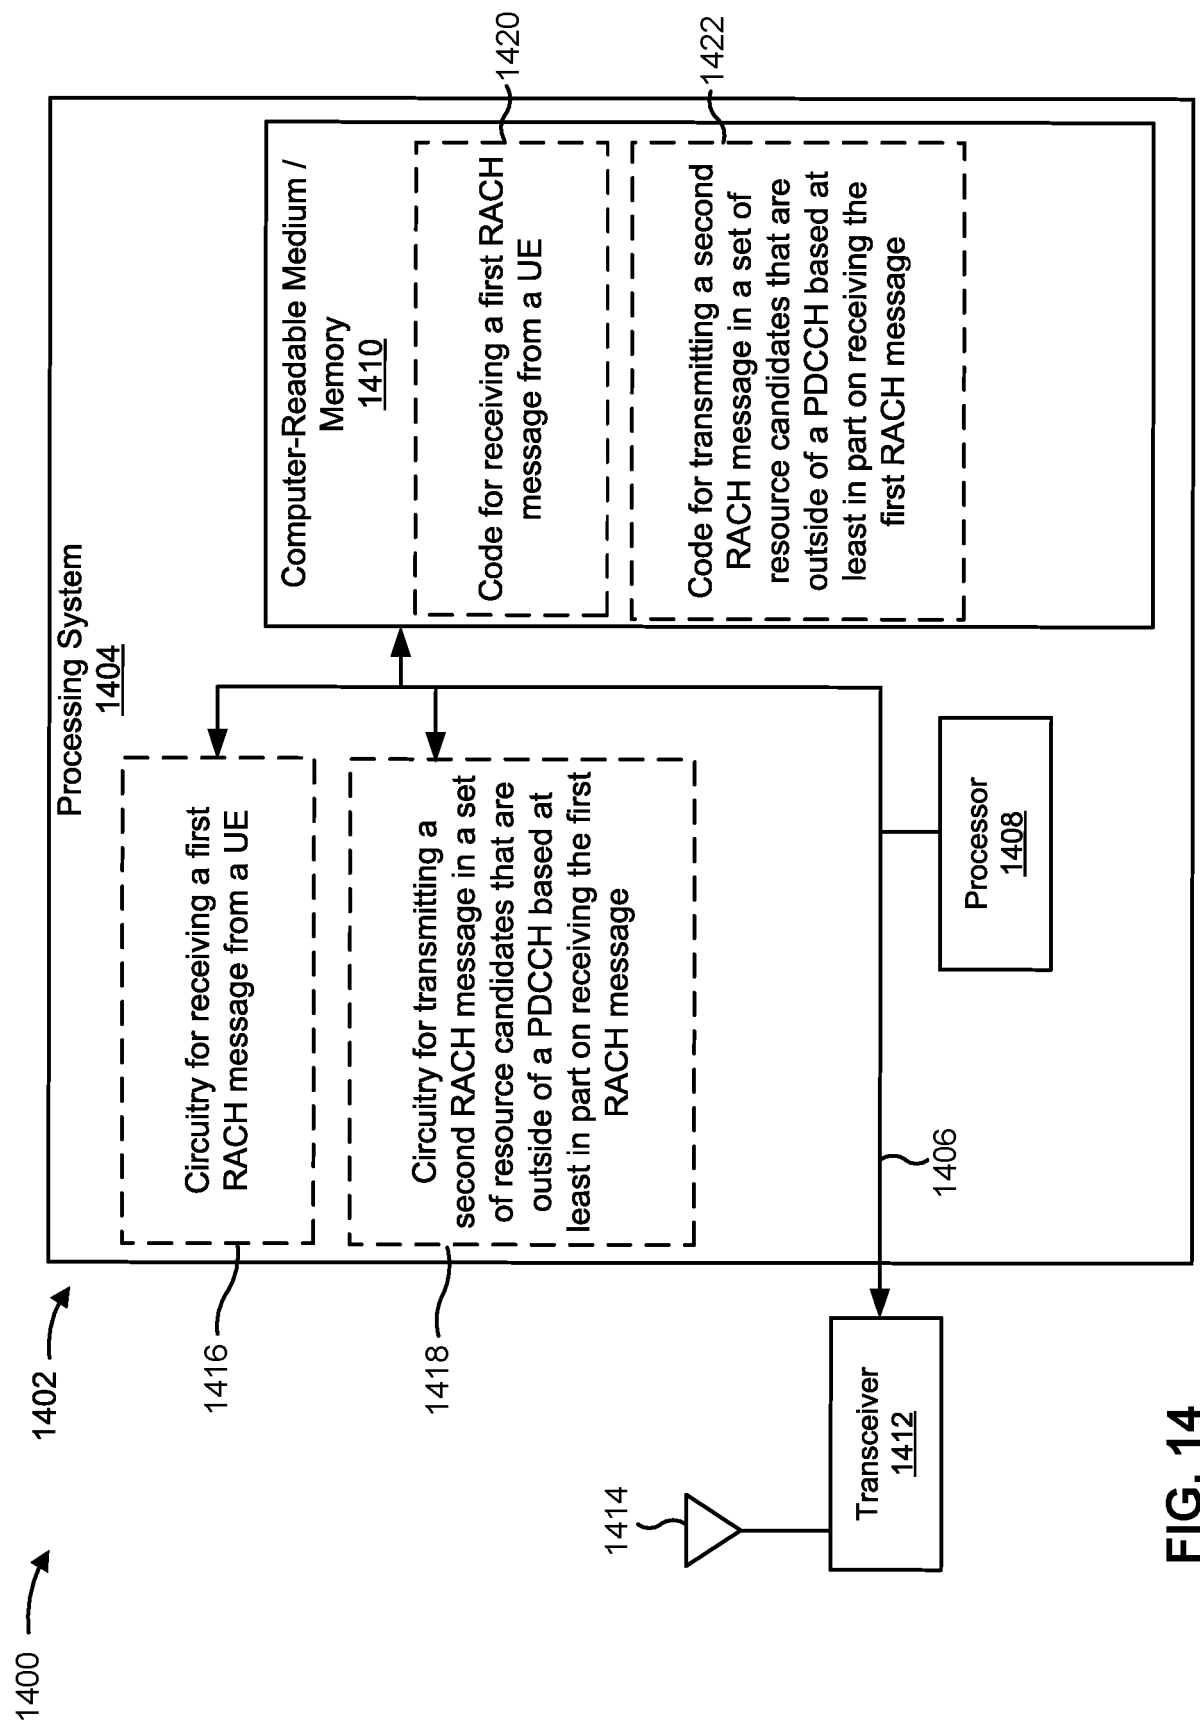 1400
1402
Processing System
1404
1416
Circuitry for receiving a first
RACH message from a UE
1418
Circuitry for transmitting a
second RACH message in a set
of resource candidates that are
outside of a PDCCH based at
least in part on receiving the first
RACH message
Computer-Readable Medium /
Memory
1410
1420
Code for receiving a first RACH
message from a UE
1422
Code for transmitting a second
RACH message in a set of
resource candidates that are
outside of a PDCCH based at
least in part on receiving the
first RACH message
1414
Transceiver
1412
1406
Processor
1408
FIG. 14